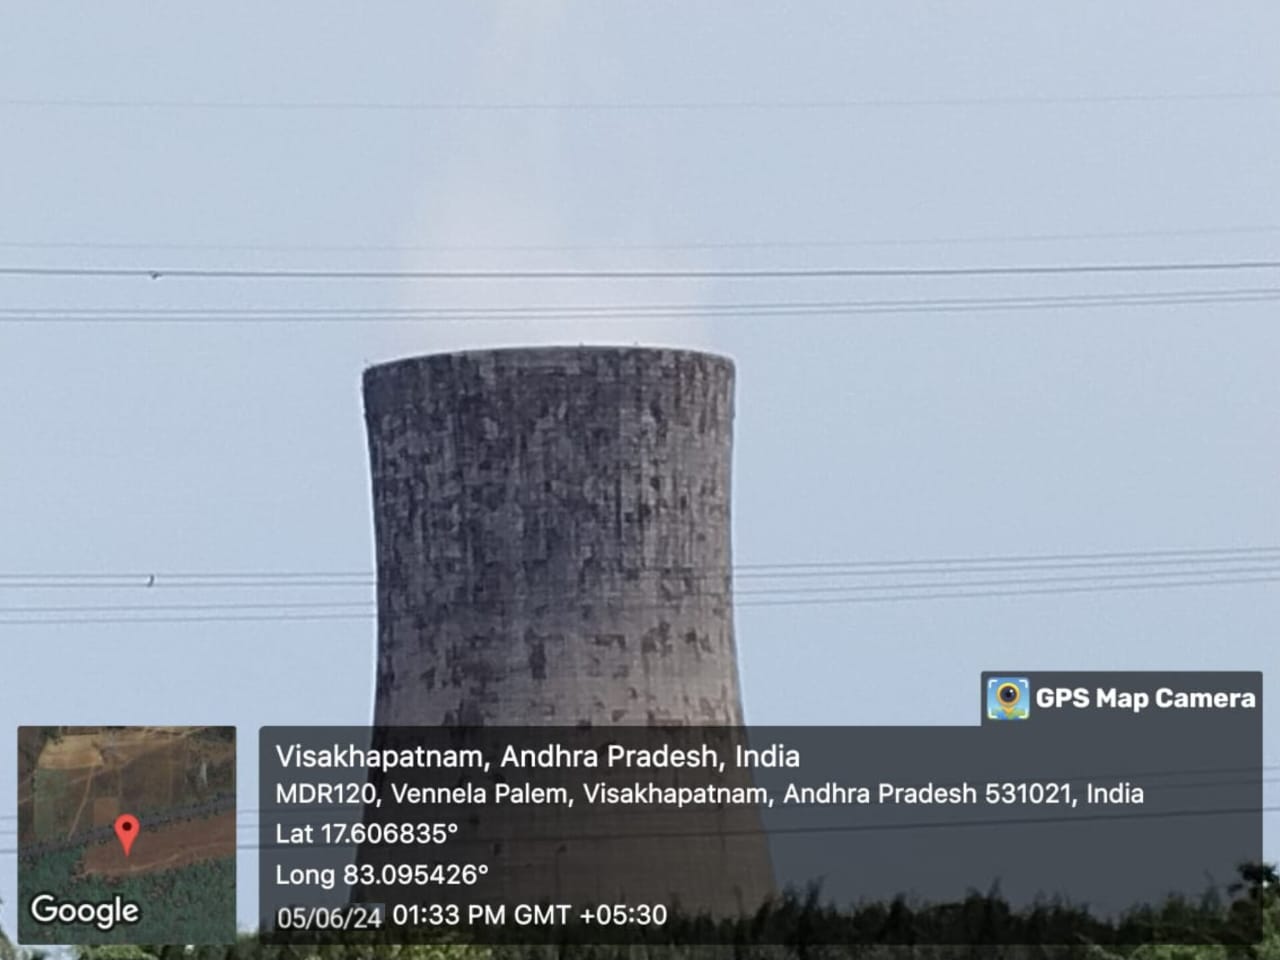 GPS Map Camera
Visakhapatnam, Andhra Pradesh, India
MDR120, Vennela Palem, Visakhapatnam, Andhra Pradesh 531021, India
Lat 17.606835°
Long 83.095426°
05/06/24 01:33 PM GMT +05:30
Google